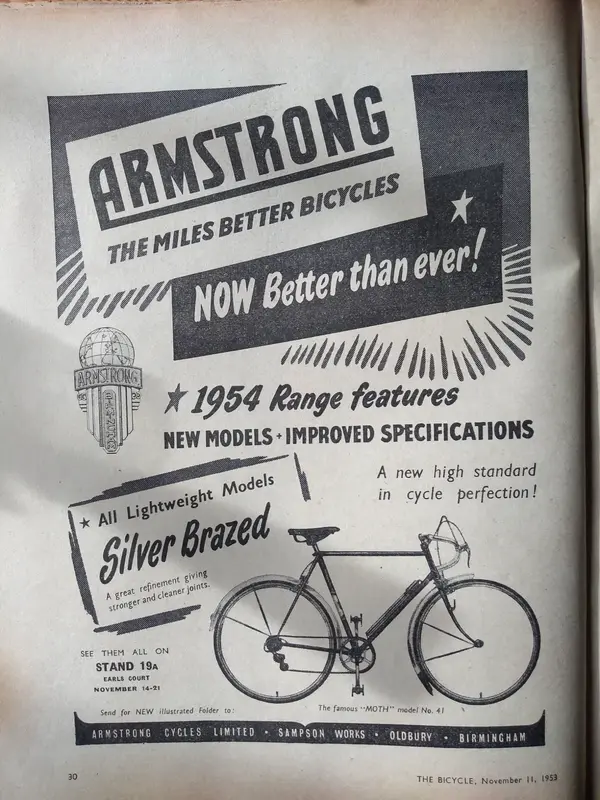 ARMSTRONG
THE MILES BETTER BICYCLES
NOW Better than ever!
ARMSTRONG
★ 1954 Range features
NEW MODELS + IMPROVED SPECIFICATIONS
A new high standard
in cycle perfection!
★ All Lightweight Models
Silver Brazed
A great refinement giving
stronger and cleaner joints.
SEE THEM ALL ON
STAND 19A
EARLS COURT
NOVEMBER 14-21
Send for NEW illustrated Folder to:
The famous "MOTH" model No. 41
ARMSTRONG CYCLES LIMITED • SAMPSON WORKS • OLDBURY • BIRMINGHAM
30
THE BICYCLE, November 11, 1953